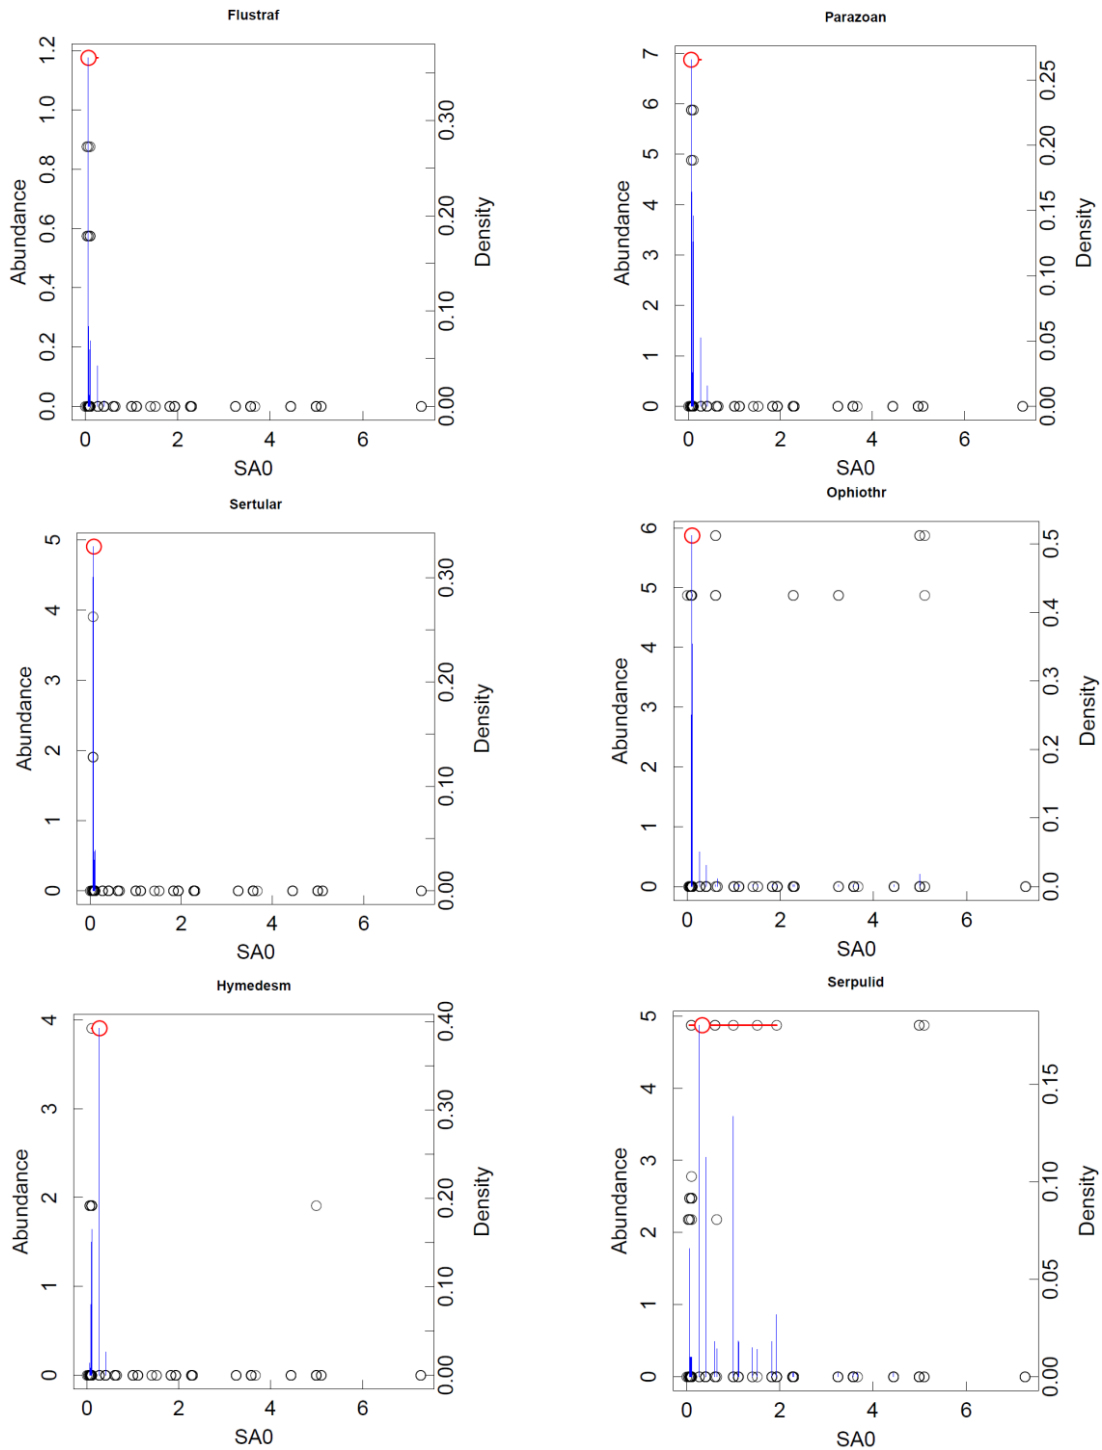 Flustraf
Abundance
0.0 0.2 0.4 0.6 0.8 1.0 1.2
0.00 0.10 0.20 0.30
Density
0 2 4 6
SA0
Parazoan
Abundance
0 1 2 3 4 5 6 7
0.00 0.05 0.10 0.15 0.20 0.25
Density
0 2 4 6
SA0
Sertular
Abundance
0 1 2 3 4 5
0.00 0.10 0.20 0.30
Density
0 2 4 6
SA0
Ophiothr
Abundance
0 1 2 3 4 5 6
0.0 0.1 0.2 0.3 0.4 0.5
Density
0 2 4 6
SA0
Hymedesm
Abundance
0 1 2 3 4
0.00 0.10 0.20 0.30 0.40
Density
0 2 4 6
SA0
Serpulid
Abundance
0 1 2 3 4 5
0.00 0.05 0.10 0.15
Density
0 2 4 6
SA0